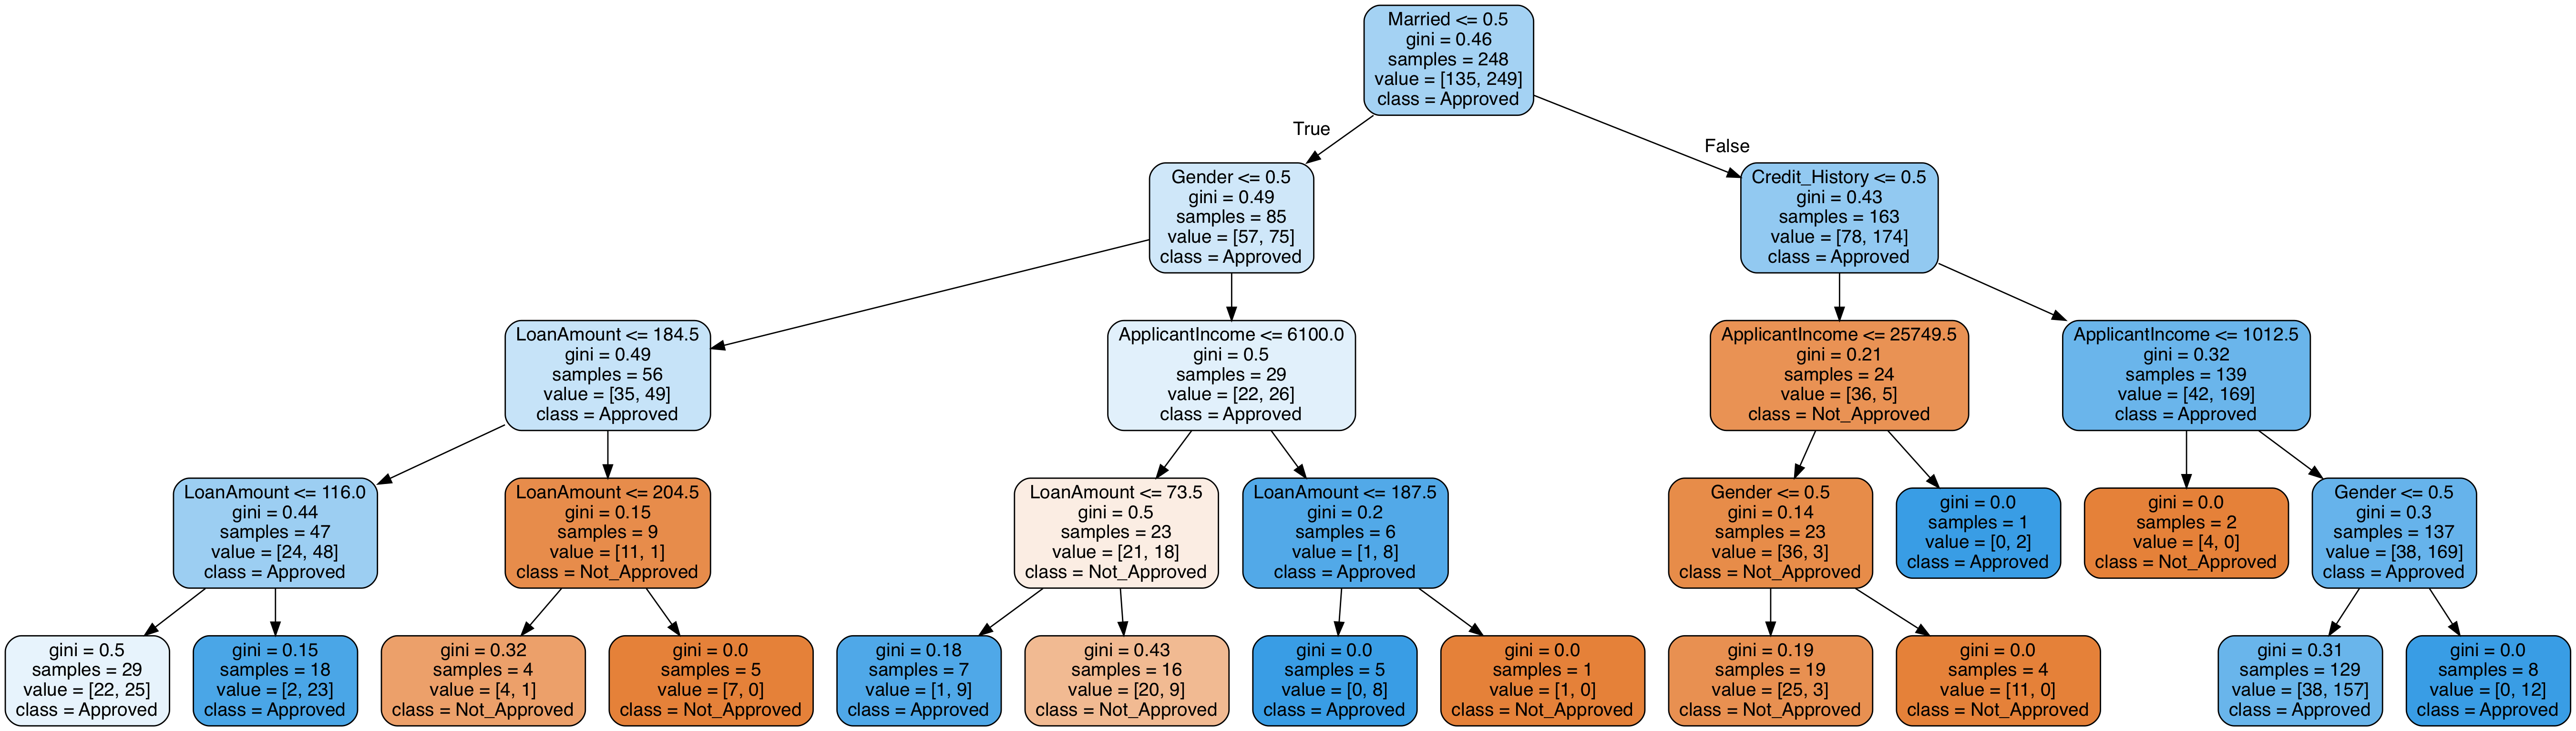 Married <= 0.5
gini = 0.46
samples = 248
value = [135, 249]
class = Approved
True
False
Gender <= 0.5
gini = 0.49
samples = 85
value = [57, 75]
class = Approved
Credit_History <= 0.5
gini = 0.43
samples = 163
value = [78, 174]
class = Approved
LoanAmount <= 184.5
gini = 0.49
samples = 56
value = [35, 49]
class = Approved
ApplicantIncome <= 6100.0
gini = 0.5
samples = 29
value = [22, 26]
class = Approved
ApplicantIncome <= 25749.5
gini = 0.21
samples = 24
value = [36, 5]
class = Not_Approved
ApplicantIncome <= 1012.5
gini = 0.32
samples = 139
value = [42, 169]
class = Approved
LoanAmount <= 116.0
gini = 0.44
samples = 47
value = [24, 48]
class = Approved
LoanAmount <= 204.5
gini = 0.15
samples = 9
value = [11, 1]
class = Not_Approved
LoanAmount <= 73.5
gini = 0.5
samples = 23
value = [21, 18]
class = Not_Approved
LoanAmount <= 187.5
gini = 0.2
samples = 6
value = [1, 8]
class = Approved
Gender <= 0.5
gini = 0.14
samples = 23
value = [36, 3]
class = Not_Approved
gini = 0.0
samples = 1
value = [0, 2]
class = Approved
gini = 0.0
samples = 2
value = [4, 0]
class = Not_Approved
Gender <= 0.5
gini = 0.3
samples = 137
value = [38, 169]
class = Approved
gini = 0.5
samples = 29
value = [22, 25]
class = Approved
gini = 0.15
samples = 18
value = [2, 23]
class = Approved
gini = 0.32
samples = 4
value = [4, 1]
class = Not_Approved
gini = 0.0
samples = 5
value = [7, 0]
class = Not_Approved
gini = 0.18
samples = 7
value = [1, 9]
class = Approved
gini = 0.43
samples = 16
value = [20, 9]
class = Not_Approved
gini = 0.0
samples = 5
value = [0, 8]
class = Approved
gini = 0.0
samples = 1
value = [1, 0]
class = Not_Approved
gini = 0.19
samples = 19
value = [25, 3]
class = Not_Approved
gini = 0.0
samples = 4
value = [11, 0]
class = Not_Approved
gini = 0.31
samples = 129
value = [38, 157]
class = Approved
gini = 0.0
samples = 8
value = [0, 12]
class = Approved